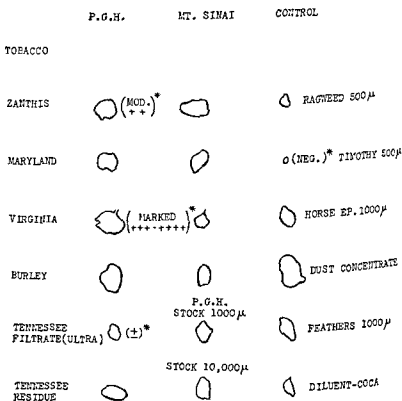 P.G.H. MT. SINAI CONTROL
TOBACCO
ZANTHIS (MOD. ++)* RAGWEED 500μ
MARYLAND (NEG.)* TIMOTHY 500μ
VIRGINIA (MARKED +++-++++)* HORSE EP. 1000μ
BURLEY DUST CONCENTRATE
P.G.H.
STOCK 1000μ
TENNESSEE
FILTRATE(ULTRA) (±)* FEATHERS 1000μ
STOCK 10,000μ
TENNESSEE
RESIDUE DILUENT-COCA